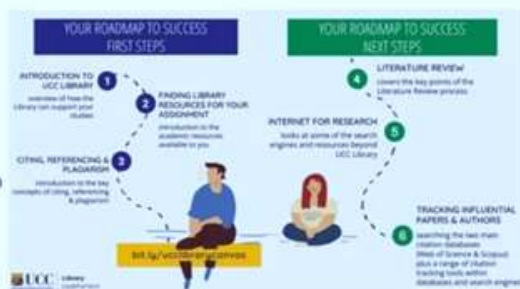 YOUR ROADMAP TO SUCCESS
FIRST STEPS
1
INTRODUCTION TO
UCC LIBRARY
overview of how the
Library can support your
studies
2
FINDING LIBRARY
RESOURCES FOR YOUR
ASSIGNMENT
introduction to the
academic resources
available to you
3
CITING, REFERENCING &
PLAGIARISM
introduction to the key
concepts of citing, referencing
& plagiarism
bit.ly/ucclibrarycanvas
UCC
Library
YOUR ROADMAP TO SUCCESS
NEXT STEPS
4
LITERATURE REVIEW
covers the key points of the
Literature Review process
INTERNET FOR RESEARCH
5
looks at some of the search
engines and resources beyond
UCC Library
TRACKING INFLUENTIAL
PAPERS & AUTHORS
6
searching the two main
citation databases
(Web of Science & Scopus)
plus a range of citation
tracking tools within
databases and search engines